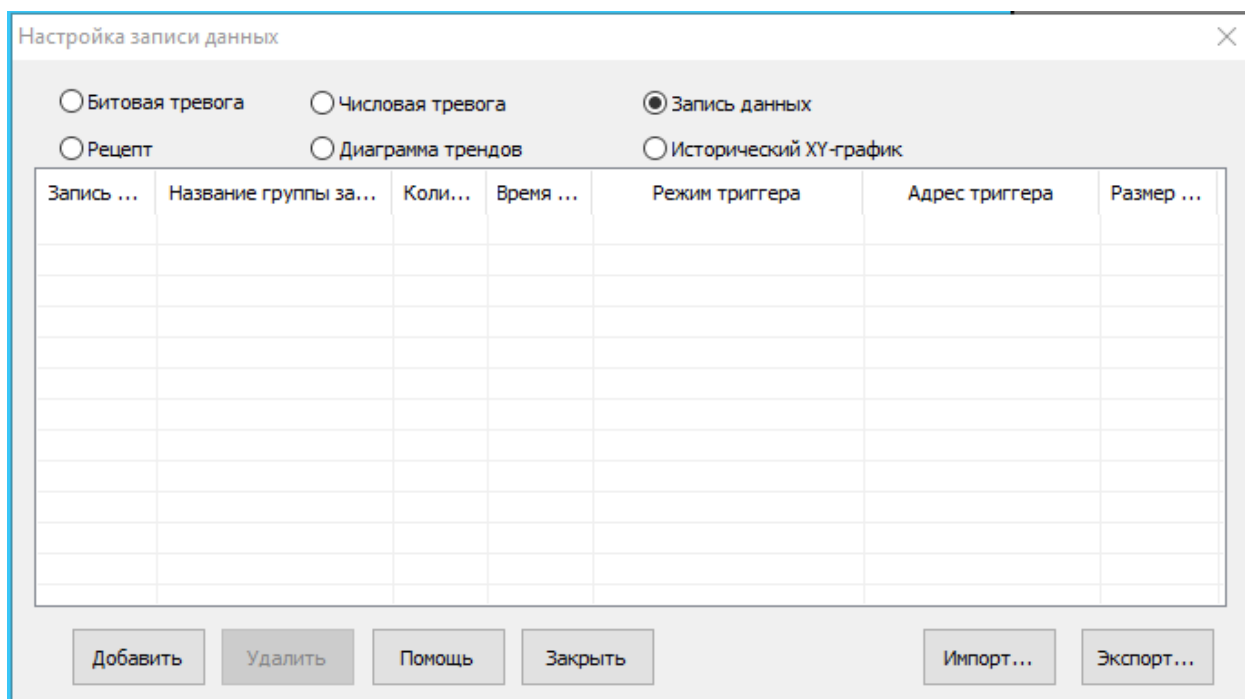 Настройка записи данных
Битовая тревога Числовая тревога Запись данных
Рецепт Диаграмма трендов Исторический XY-график
Запись ... Название группы за... Коли... Время ... Режим триггера Адрес триггера Размер ...
Добавить Удалить Помощь Закрыть Импорт... Экспорт...